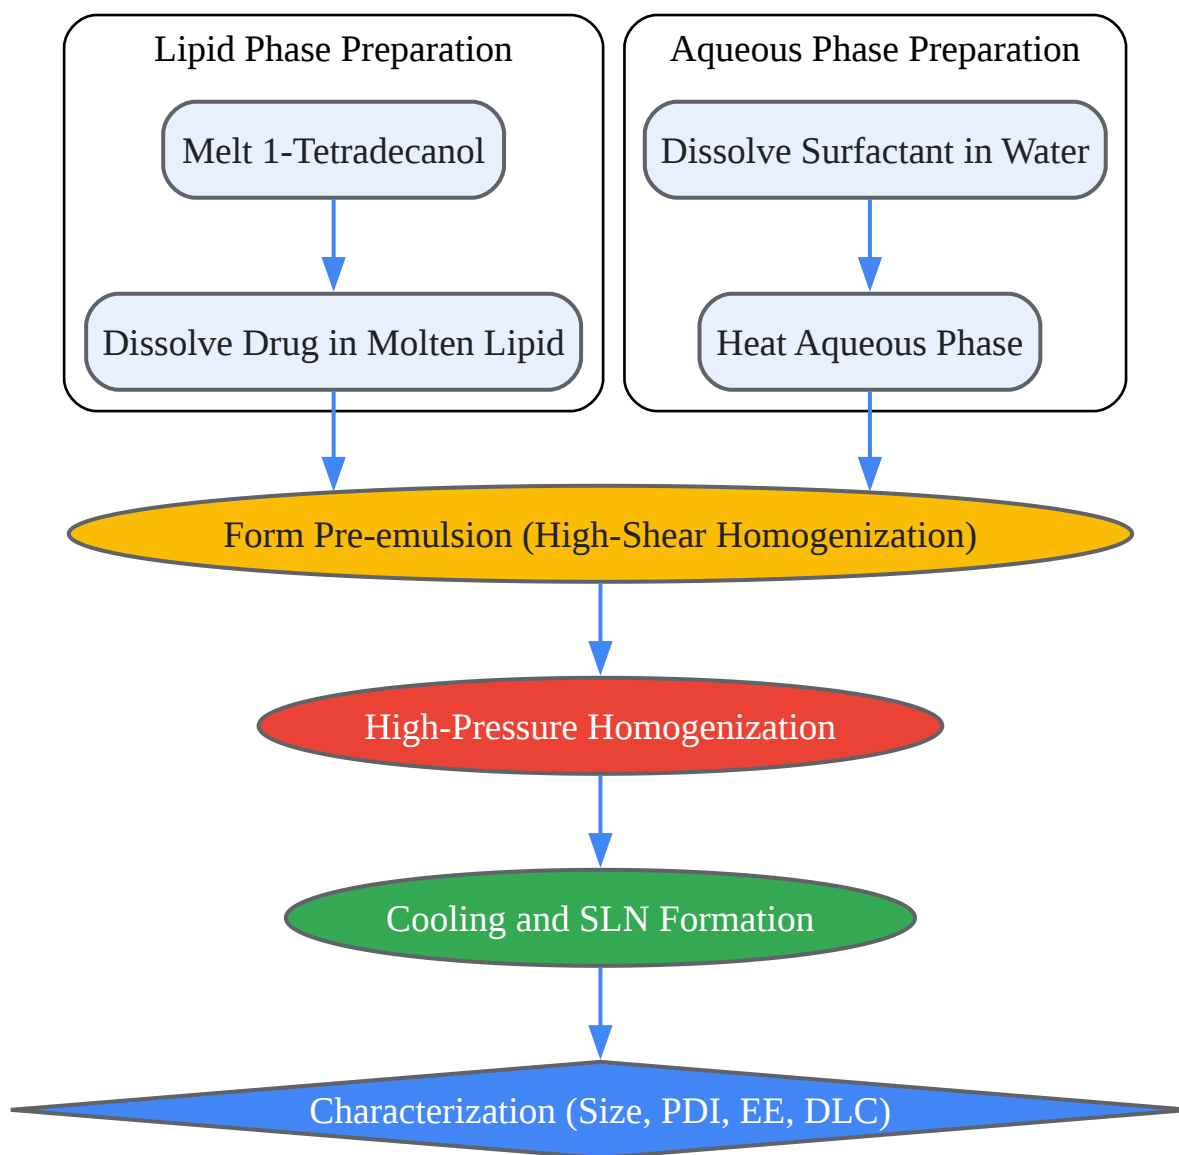 Lipid Phase Preparation
Melt 1-Tetradecanol
Dissolve Drug in Molten Lipid
Aqueous Phase Preparation
Dissolve Surfactant in Water
Heat Aqueous Phase
Form Pre-emulsion (High-Shear Homogenization)
High-Pressure Homogenization
Cooling and SLN Formation
Characterization (Size, PDI, EE, DLC)